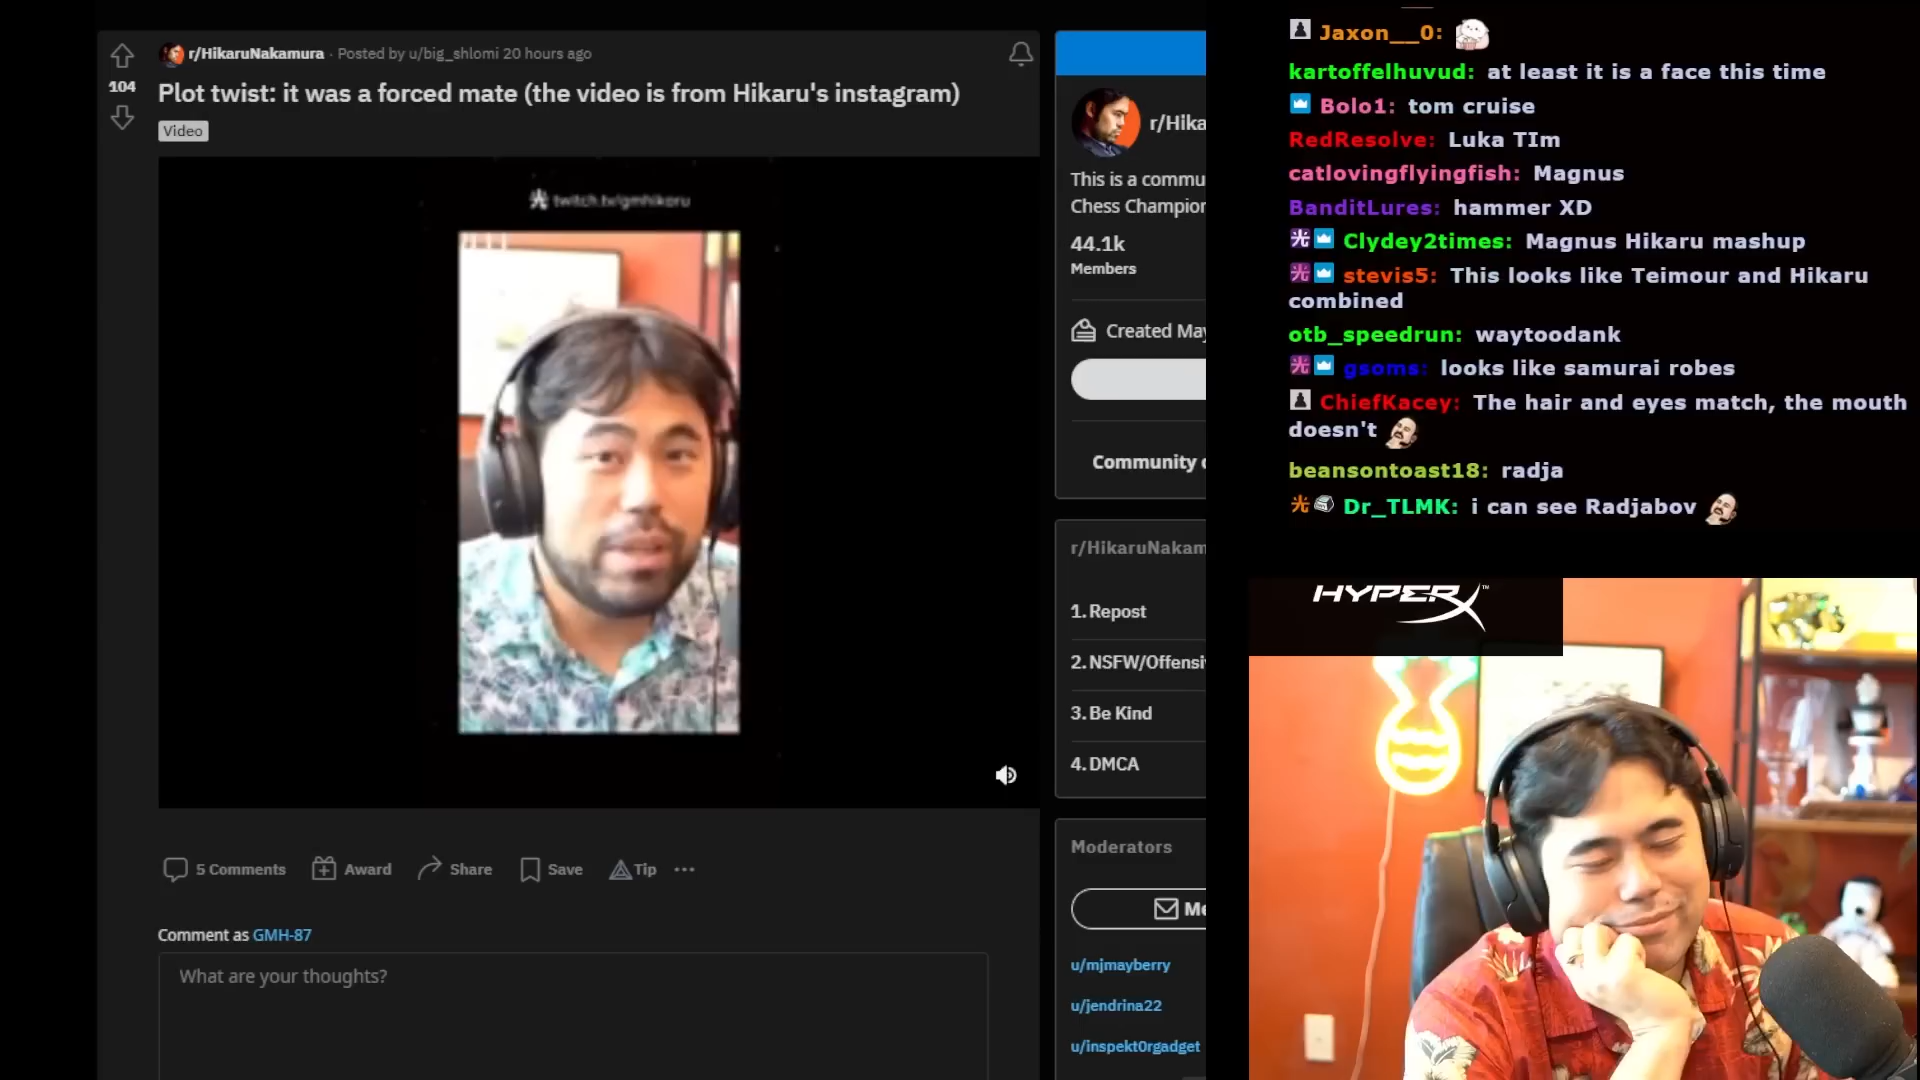 r/HikaruNakamura · Posted by u/big_shlomi 20 hours ago
104
Plot twist: it was a forced mate (the video is from Hikaru's instagram)
Video
twitch.tv/gmhikaru
5 Comments
Award
Share
Save
Tip
Comment as GMH-87
What are your thoughts?
r/Hika
This is a commu
Chess Champion
44.1k
Members
Created May
Community
r/HikaruNakam
1. Repost
2. NSFW/Offensi
3. Be Kind
4. DMCA
Moderators
Me
u/mjmayberry
u/jendrina22
u/inspekt0rgadget
Jaxon__0:
kartoffelhuvud: at least it is a face this time
Bolo1: tom cruise
RedResolve: Luka TIm
catlovingflyingfish: Magnus
BanditLures: hammer XD
Clydey2times: Magnus Hikaru mashup
stevis5: This looks like Teimour and Hikaru
combined
otb_speedrun: waytoodank
gsoms: looks like samurai robes
ChiefKacey: The hair and eyes match, the mouth
doesn't
beansontoast18: radja
Dr_TLMK: i can see Radjabov
HYPERX™